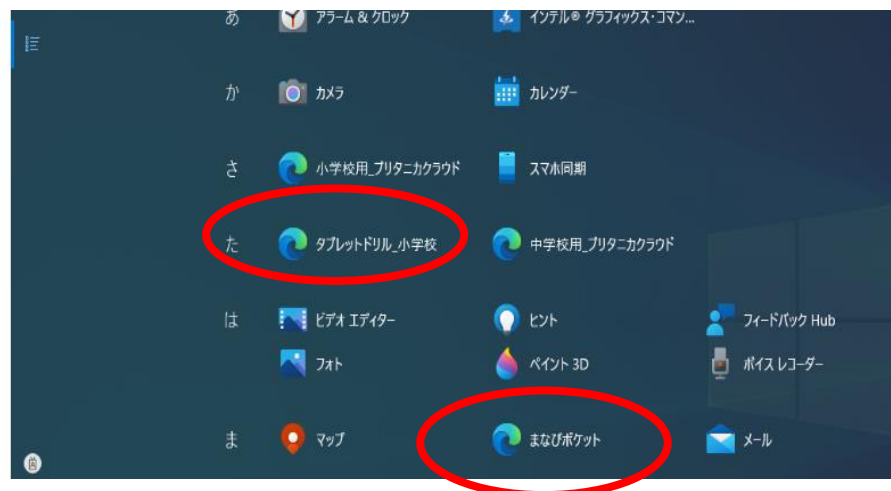 あ アラーム & クロック インテル® グラフィックス・コマン...
か カメラ カレンダー
さ 小学校用_ブリタニカクラウド スマホ同期
た タブレットドリル_小学校 中学校用_ブリタニカクラウド
は ビデオ エディター ヒント フィードバック Hub
フォト ペイント 3D ボイス レコーダー
ま マップ まなびポケット メール